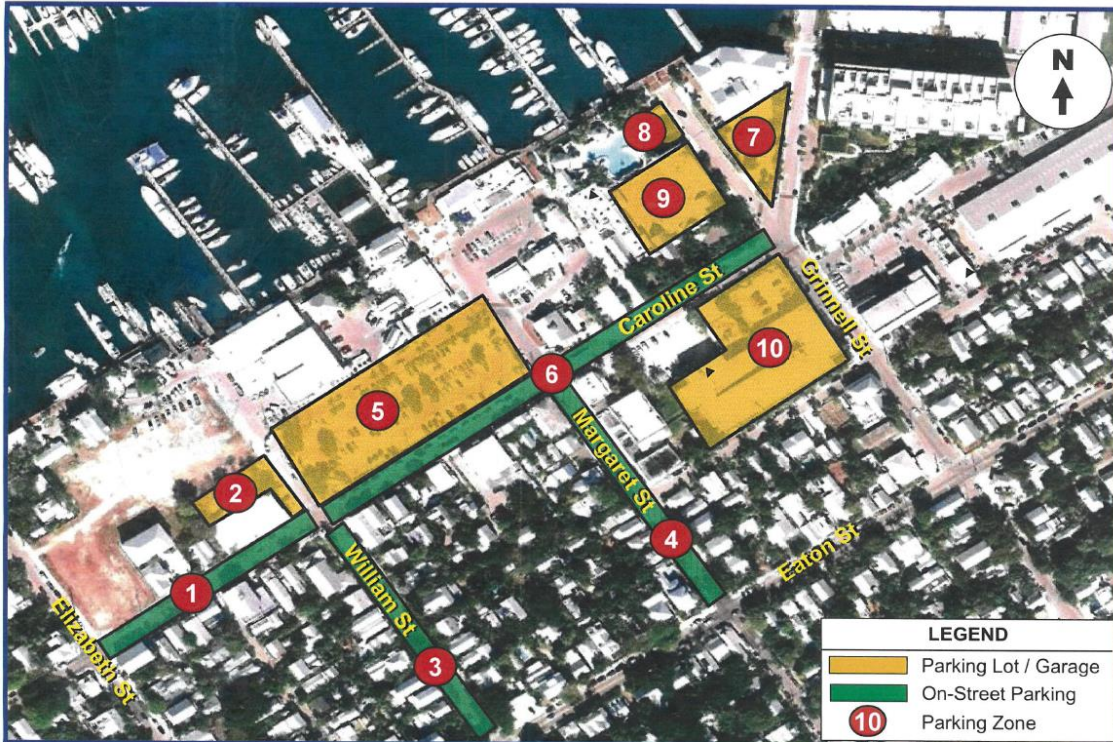 N
8
7
9
Caroline St
Grinnell St
10
6
5
Margaret St
2
4
Eaton St
1
William St
Elizabeth St
3
LEGEND
Parking Lot / Garage
On-Street Parking
10 Parking Zone